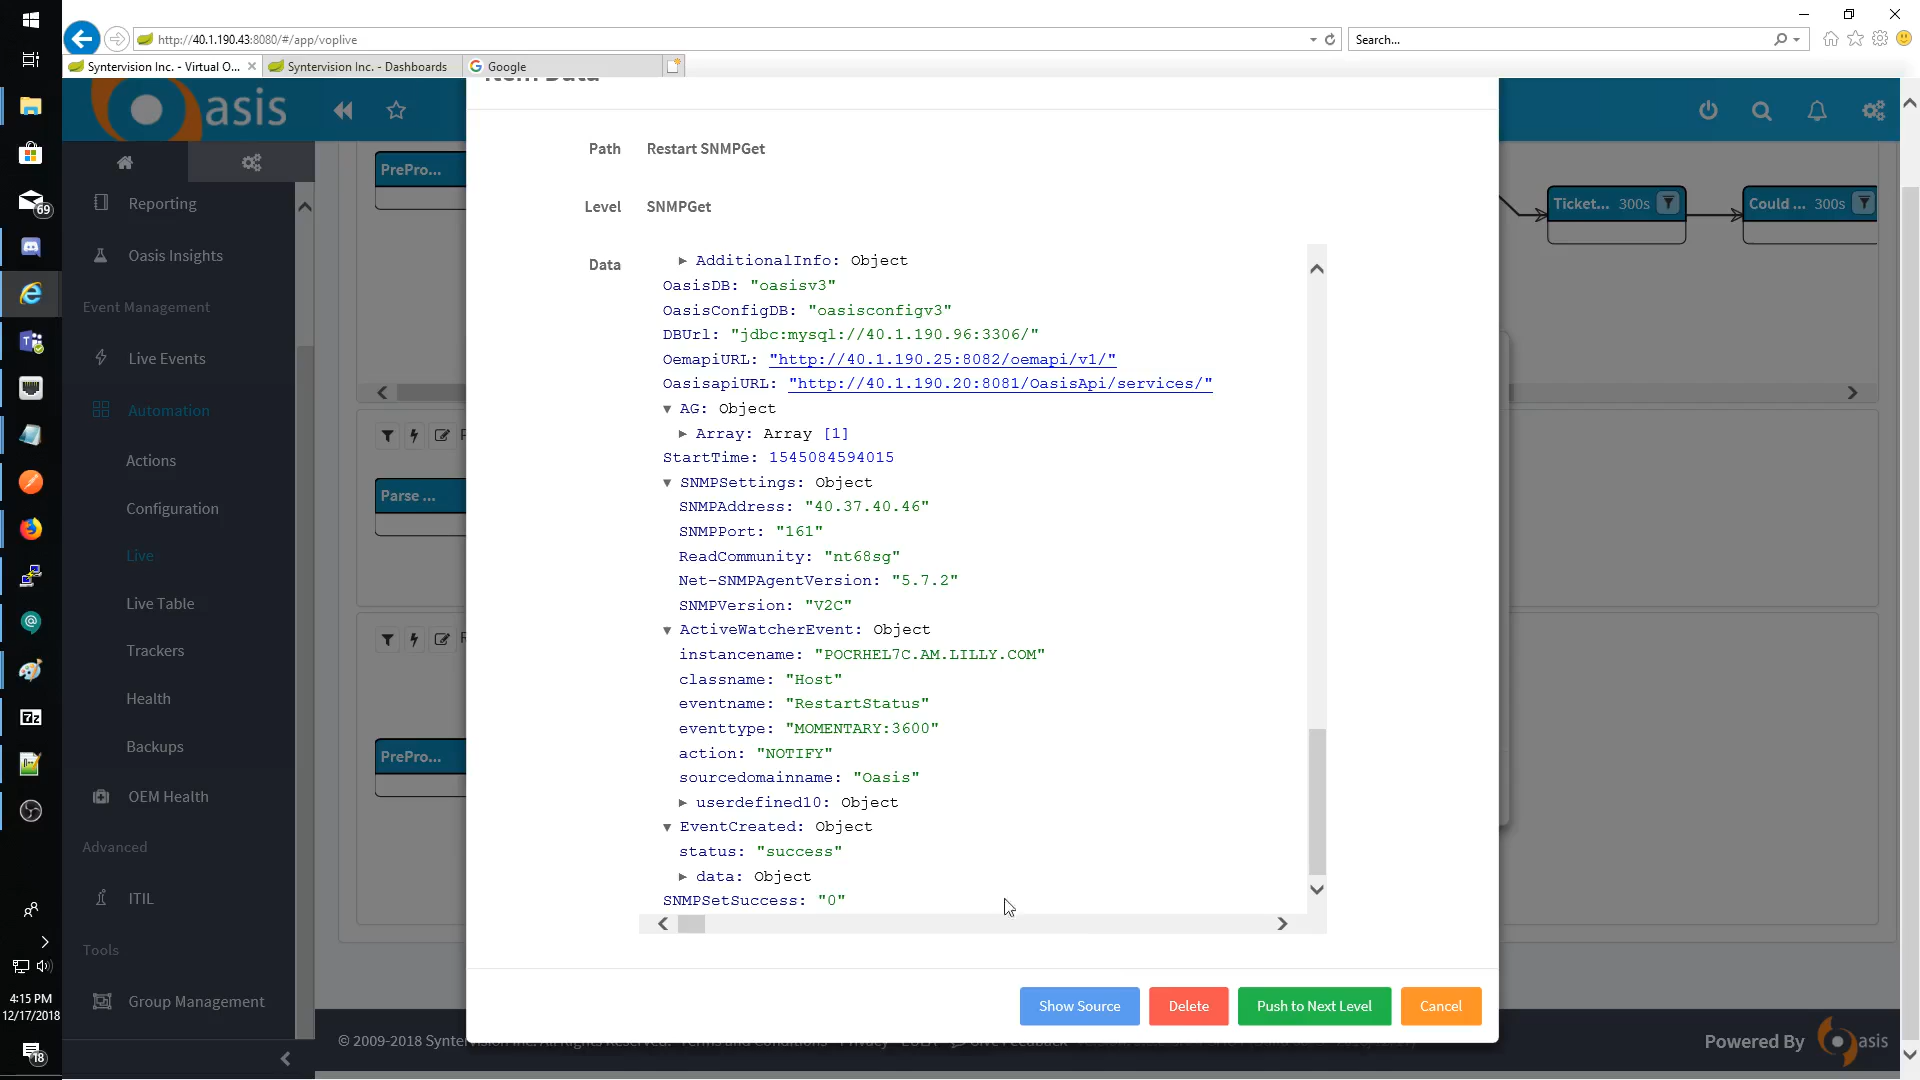 http://40.1.190.43:8080/#/app/voplive
Search...
Syntervision Inc. - Virtual O...
Syntervision Inc. - Dashboards
Google
asis
Item Data
Path Restart SNMPGet
Level SNMPGet
Data
AdditionalInfo: Object
OasisDB: "oasisv3"
OasisConfigDB: "oasisconfigv3"
DBUrl: "jdbc:mysql://40.1.190.96:3306/"
OemapiURL: "http://40.1.190.25:8082/oemapi/v1/"
OasisapiURL: "http://40.1.190.20:8081/OasisApi/services/"
AG: Object
Array: Array [1]
StartTime: 1545084594015
SNMPSettings: Object
SNMPAddress: "40.37.40.46"
SNMPPort: "161"
ReadCommunity: "nt68sg"
Net-SNMPAgentVersion: "5.7.2"
SNMPVersion: "V2C"
ActiveWatcherEvent: Object
instancename: "POCRHEL7C.AM.LILLY.COM"
classname: "Host"
eventname: "RestartStatus"
eventtype: "MOMENTARY:3600"
action: "NOTIFY"
sourcedomainname: "Oasis"
userdefined10: Object
EventCreated: Object
status: "success"
data: Object
SNMPSetSuccess: "0"
Show Source
Delete
Push to Next Level
Cancel
Reporting
Oasis Insights
Event Management
Live Events
Automation
Actions
Configuration
Live
Live Table
Trackers
Health
Backups
OEM Health
Advanced
ITIL
Tools
Group Management
PrePro...
Parse ...
PrePro...
Ticket... 300s
Could ... 300s
© 2009-2018 Synter
Powered By asis
69
4:15 PM
12/17/2018
18